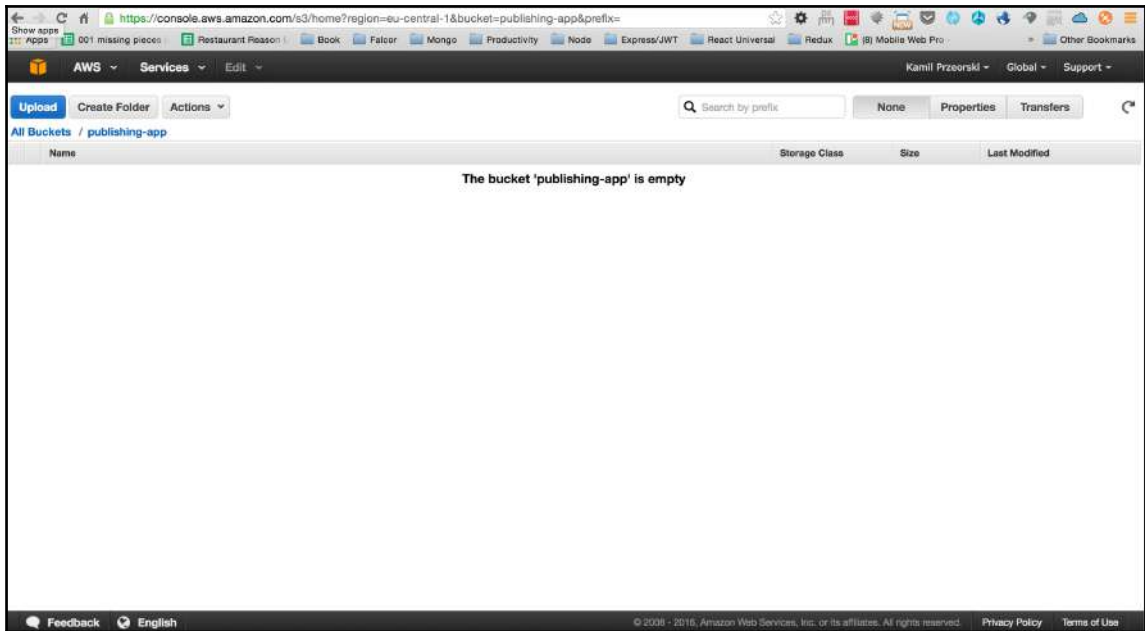 https://console.aws.amazon.com/s3/home?region=eu-central-1&bucket=publishing-app&prefix=
Show apps
Apps 001 missing pieces Restaurant Reason Book Falcor Mongo Productivity Node Express/JWT React Universal Redux (8) Mobile Web Pro Other Bookmarks
AWS Services Edit Kamil Przeorski Global Support
Upload Create Folder Actions Search by prefix None Properties Transfers
All Buckets / publishing-app
Name Storage Class Size Last Modified
The bucket 'publishing-app' is empty
Feedback English © 2008 - 2016, Amazon Web Services, Inc. or its affiliates. All rights reserved. Privacy Policy Terms of Use